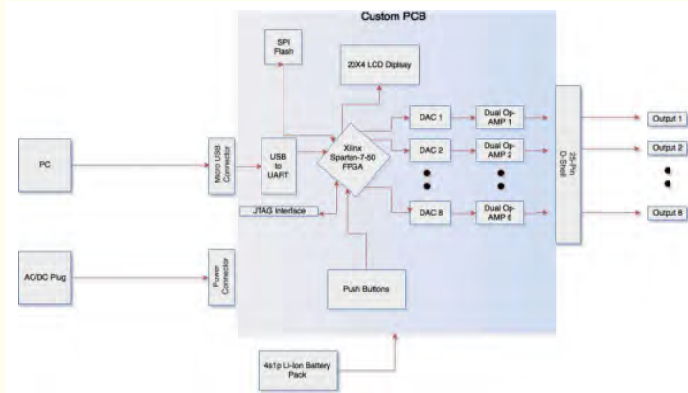 Custom PCB
SPI
Flash
20X4 LCD Diplsay
DAC 1
Dual Op-
AMP 1
Output 1
PC
Micro USB
Connector
USB
to
UART
Xilinx
Spartan-7-50
FPGA
DAC 2
Dual Op-
AMP 2
25-Pin
D-Shell
Output 2
JTAG Interface
DAC 8
Dual Op-
AMP 8
Output 8
AC/DC Plug
Power
Connector
Push Buttons
4s1p Li-Ion Battery
Pack